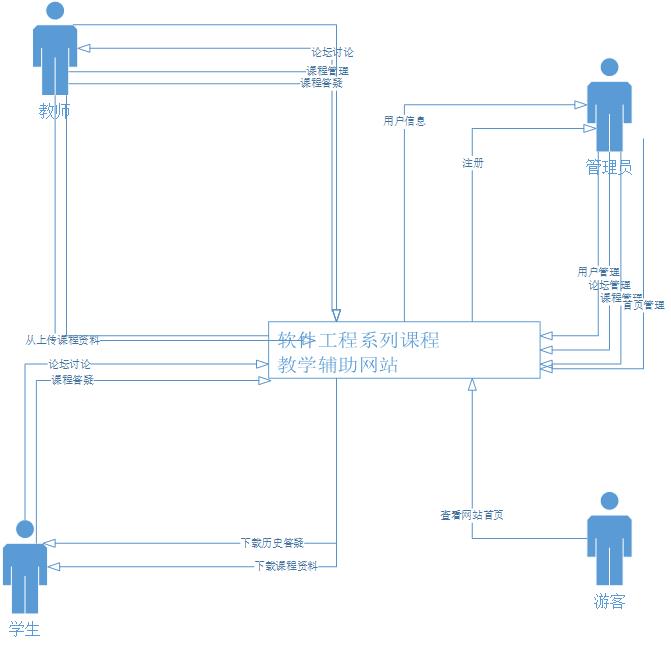 论坛讨论
课程管理
课程答疑
教师
用户信息
注册
管理员
用户管理
论坛管理
课程管理
首页管理
从上传课程资料
软件工程系列课程
教学辅助网站
论坛讨论
课程答疑
查看网站首页
下载历史答疑
下载课程资料
学生
游客